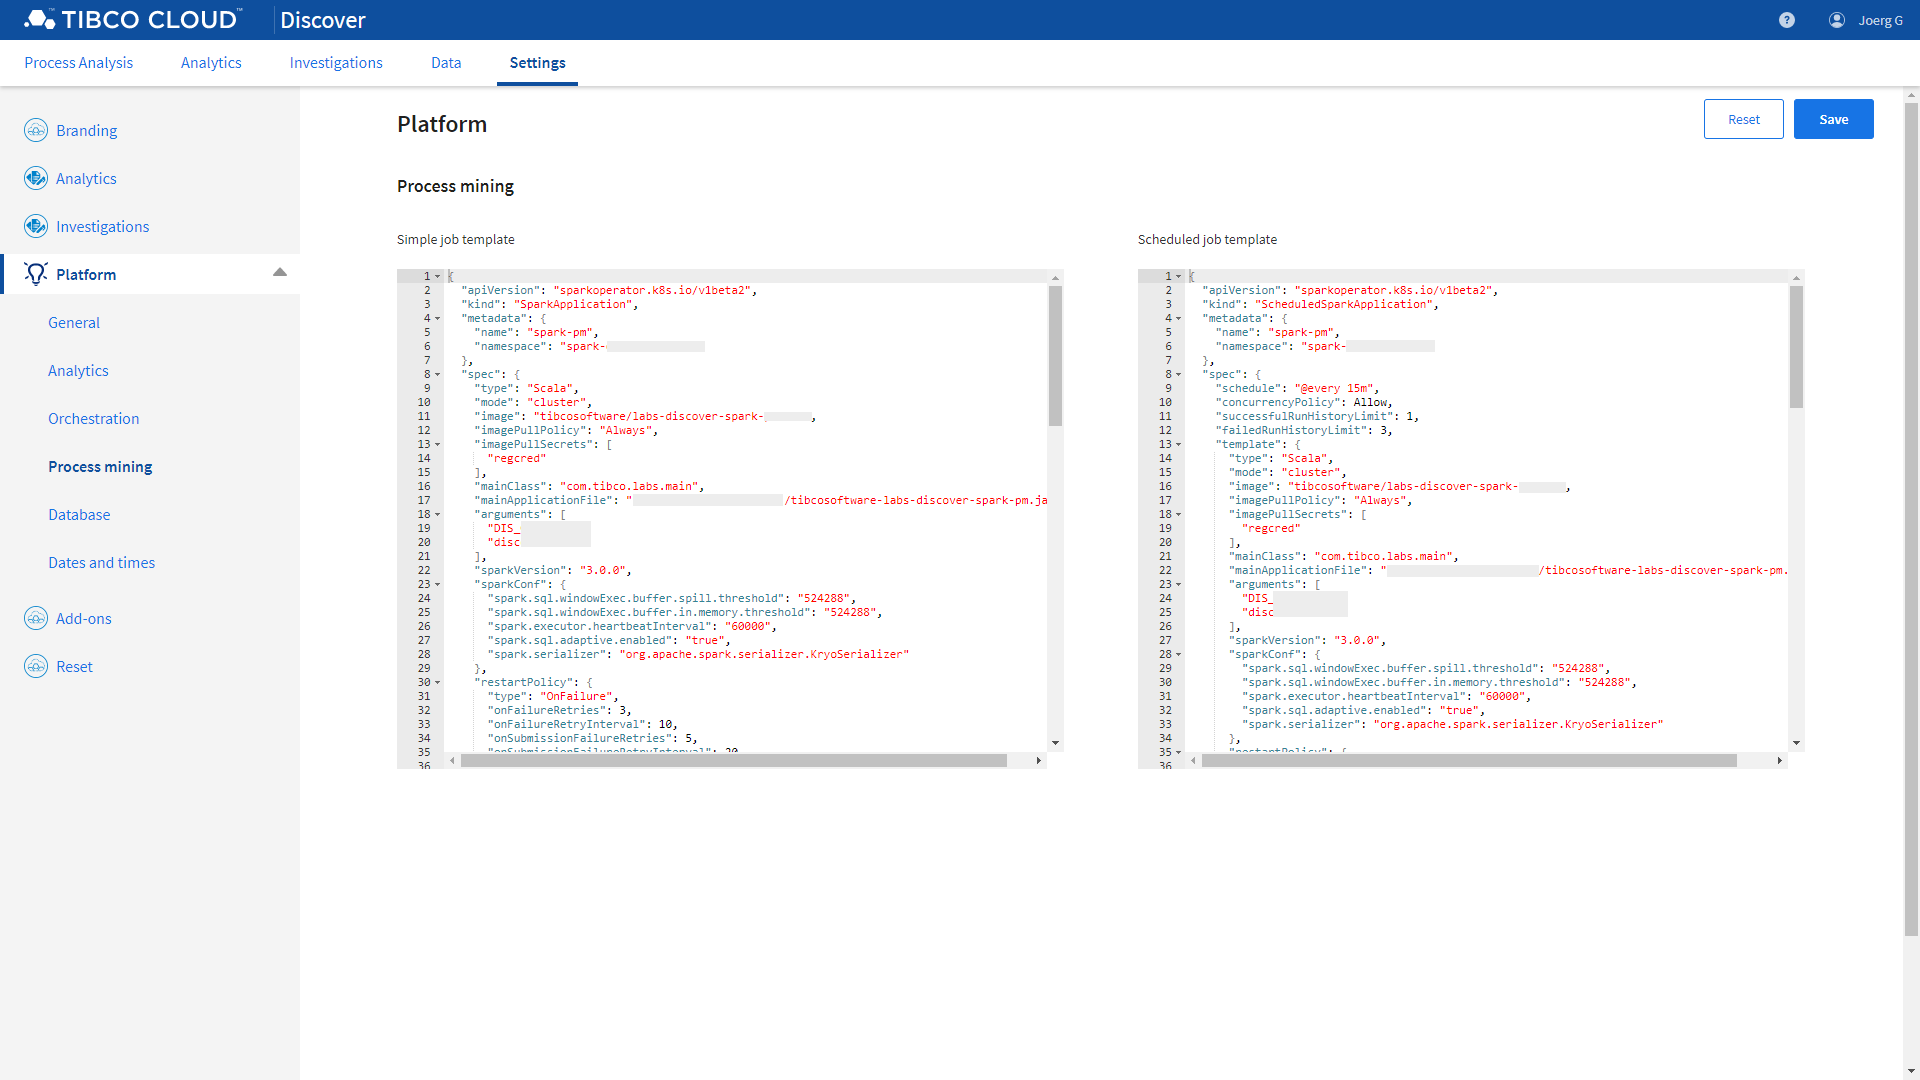 TIBCO CLOUD™ Discover
? Joerg G
Process Analysis Analytics Investigations Data Settings
Branding
Analytics
Investigations
Platform
General
Analytics
Orchestration
Process mining
Database
Dates and times
Add-ons
Reset
Platform
Reset Save
Process mining
Simple job template
1 {
2 "apiVersion": "sparkoperator.k8s.io/v1beta2",
3 "kind": "SparkApplication",
4 "metadata": {
5 "name": "spark-pm",
6 "namespace": "spark-
7 },
8 "spec": {
9 "type": "Scala",
10 "mode": "cluster",
11 "image": "tibcosoftware/labs-discover-spark- ,
12 "imagePullPolicy": "Always",
13 "imagePullSecrets": [
14 "regcred"
15 ],
16 "mainClass": "com.tibco.labs.main",
17 "mainApplicationFile": " /tibcosoftware-labs-discover-spark-pm.ja
18 "arguments": [
19 "DIS_
20 "disc
21 ],
22 "sparkVersion": "3.0.0",
23 "sparkConf": {
24 "spark.sql.windowExec.buffer.spill.threshold": "524288",
25 "spark.sql.windowExec.buffer.in.memory.threshold": "524288",
26 "spark.executor.heartbeatInterval": "60000",
27 "spark.sql.adaptive.enabled": "true",
28 "spark.serializer": "org.apache.spark.serializer.KryoSerializer"
29 },
30 "restartPolicy": {
31 "type": "OnFailure",
32 "onFailureRetries": 3,
33 "onFailureRetryInterval": 10,
34 "onSubmissionFailureRetries": 5,
35 "onSubmissionFailureRetryInterval": 20
36
Scheduled job template
1 {
2 "apiVersion": "sparkoperator.k8s.io/v1beta2",
3 "kind": "ScheduledSparkApplication",
4 "metadata": {
5 "name": "spark-pm",
6 "namespace": "spark-
7 },
8 "spec": {
9 "schedule": "@every 15m",
10 "concurrencyPolicy": Allow,
11 "successfulRunHistoryLimit": 1,
12 "failedRunHistoryLimit": 3,
13 "template": {
14 "type": "Scala",
15 "mode": "cluster",
16 "image": "tibcosoftware/labs-discover-spark- ,
17 "imagePullPolicy": "Always",
18 "imagePullSecrets": [
19 "regcred"
20 ],
21 "mainClass": "com.tibco.labs.main",
22 "mainApplicationFile": " /tibcosoftware-labs-discover-spark-pm.
23 "arguments": [
24 "DIS_
25 "disc
26 ],
27 "sparkVersion": "3.0.0",
28 "sparkConf": {
29 "spark.sql.windowExec.buffer.spill.threshold": "524288",
30 "spark.sql.windowExec.buffer.in.memory.threshold": "524288",
31 "spark.executor.heartbeatInterval": "60000",
32 "spark.sql.adaptive.enabled": "true",
33 "spark.serializer": "org.apache.spark.serializer.KryoSerializer"
34 },
35 "restartPolicy": {
36